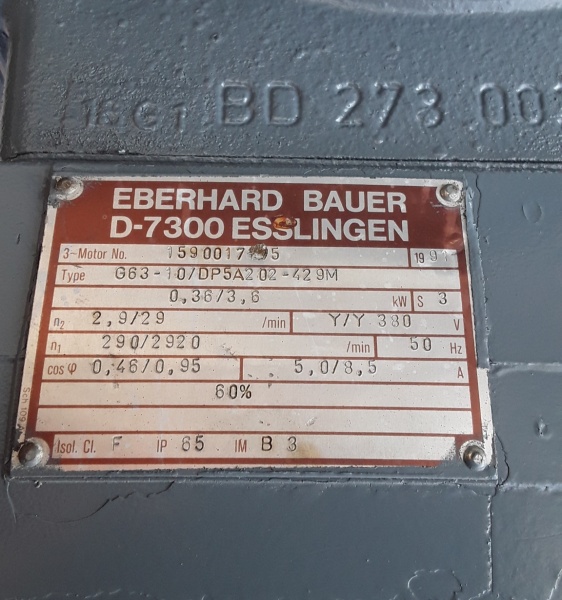 18 G 1 BD 273 00
EBERHARD BAUER
D-7300 ESSLINGEN
3~Motor No. 19
Type G63-10/DP5A202-429M
0,36/3,6 kW S 3
n₂ 2,9/29 /min Y/Y 380 V
n₁ 290/2920 /min 50 Hz
cos φ 0,46/0,95 5,0/8,5 A
60%
Isol. Cl. F IP 65 IM B 3